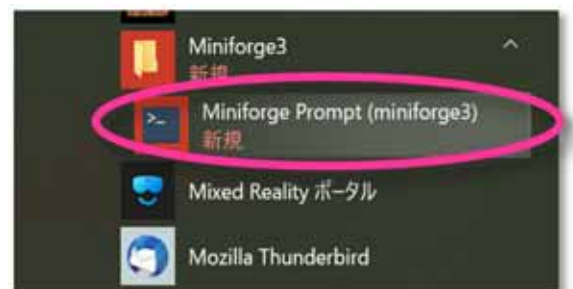 Miniforge3
新規
Miniforge Prompt (miniforge3)
新規
Mixed Reality ポータル
Mozilla Thunderbird